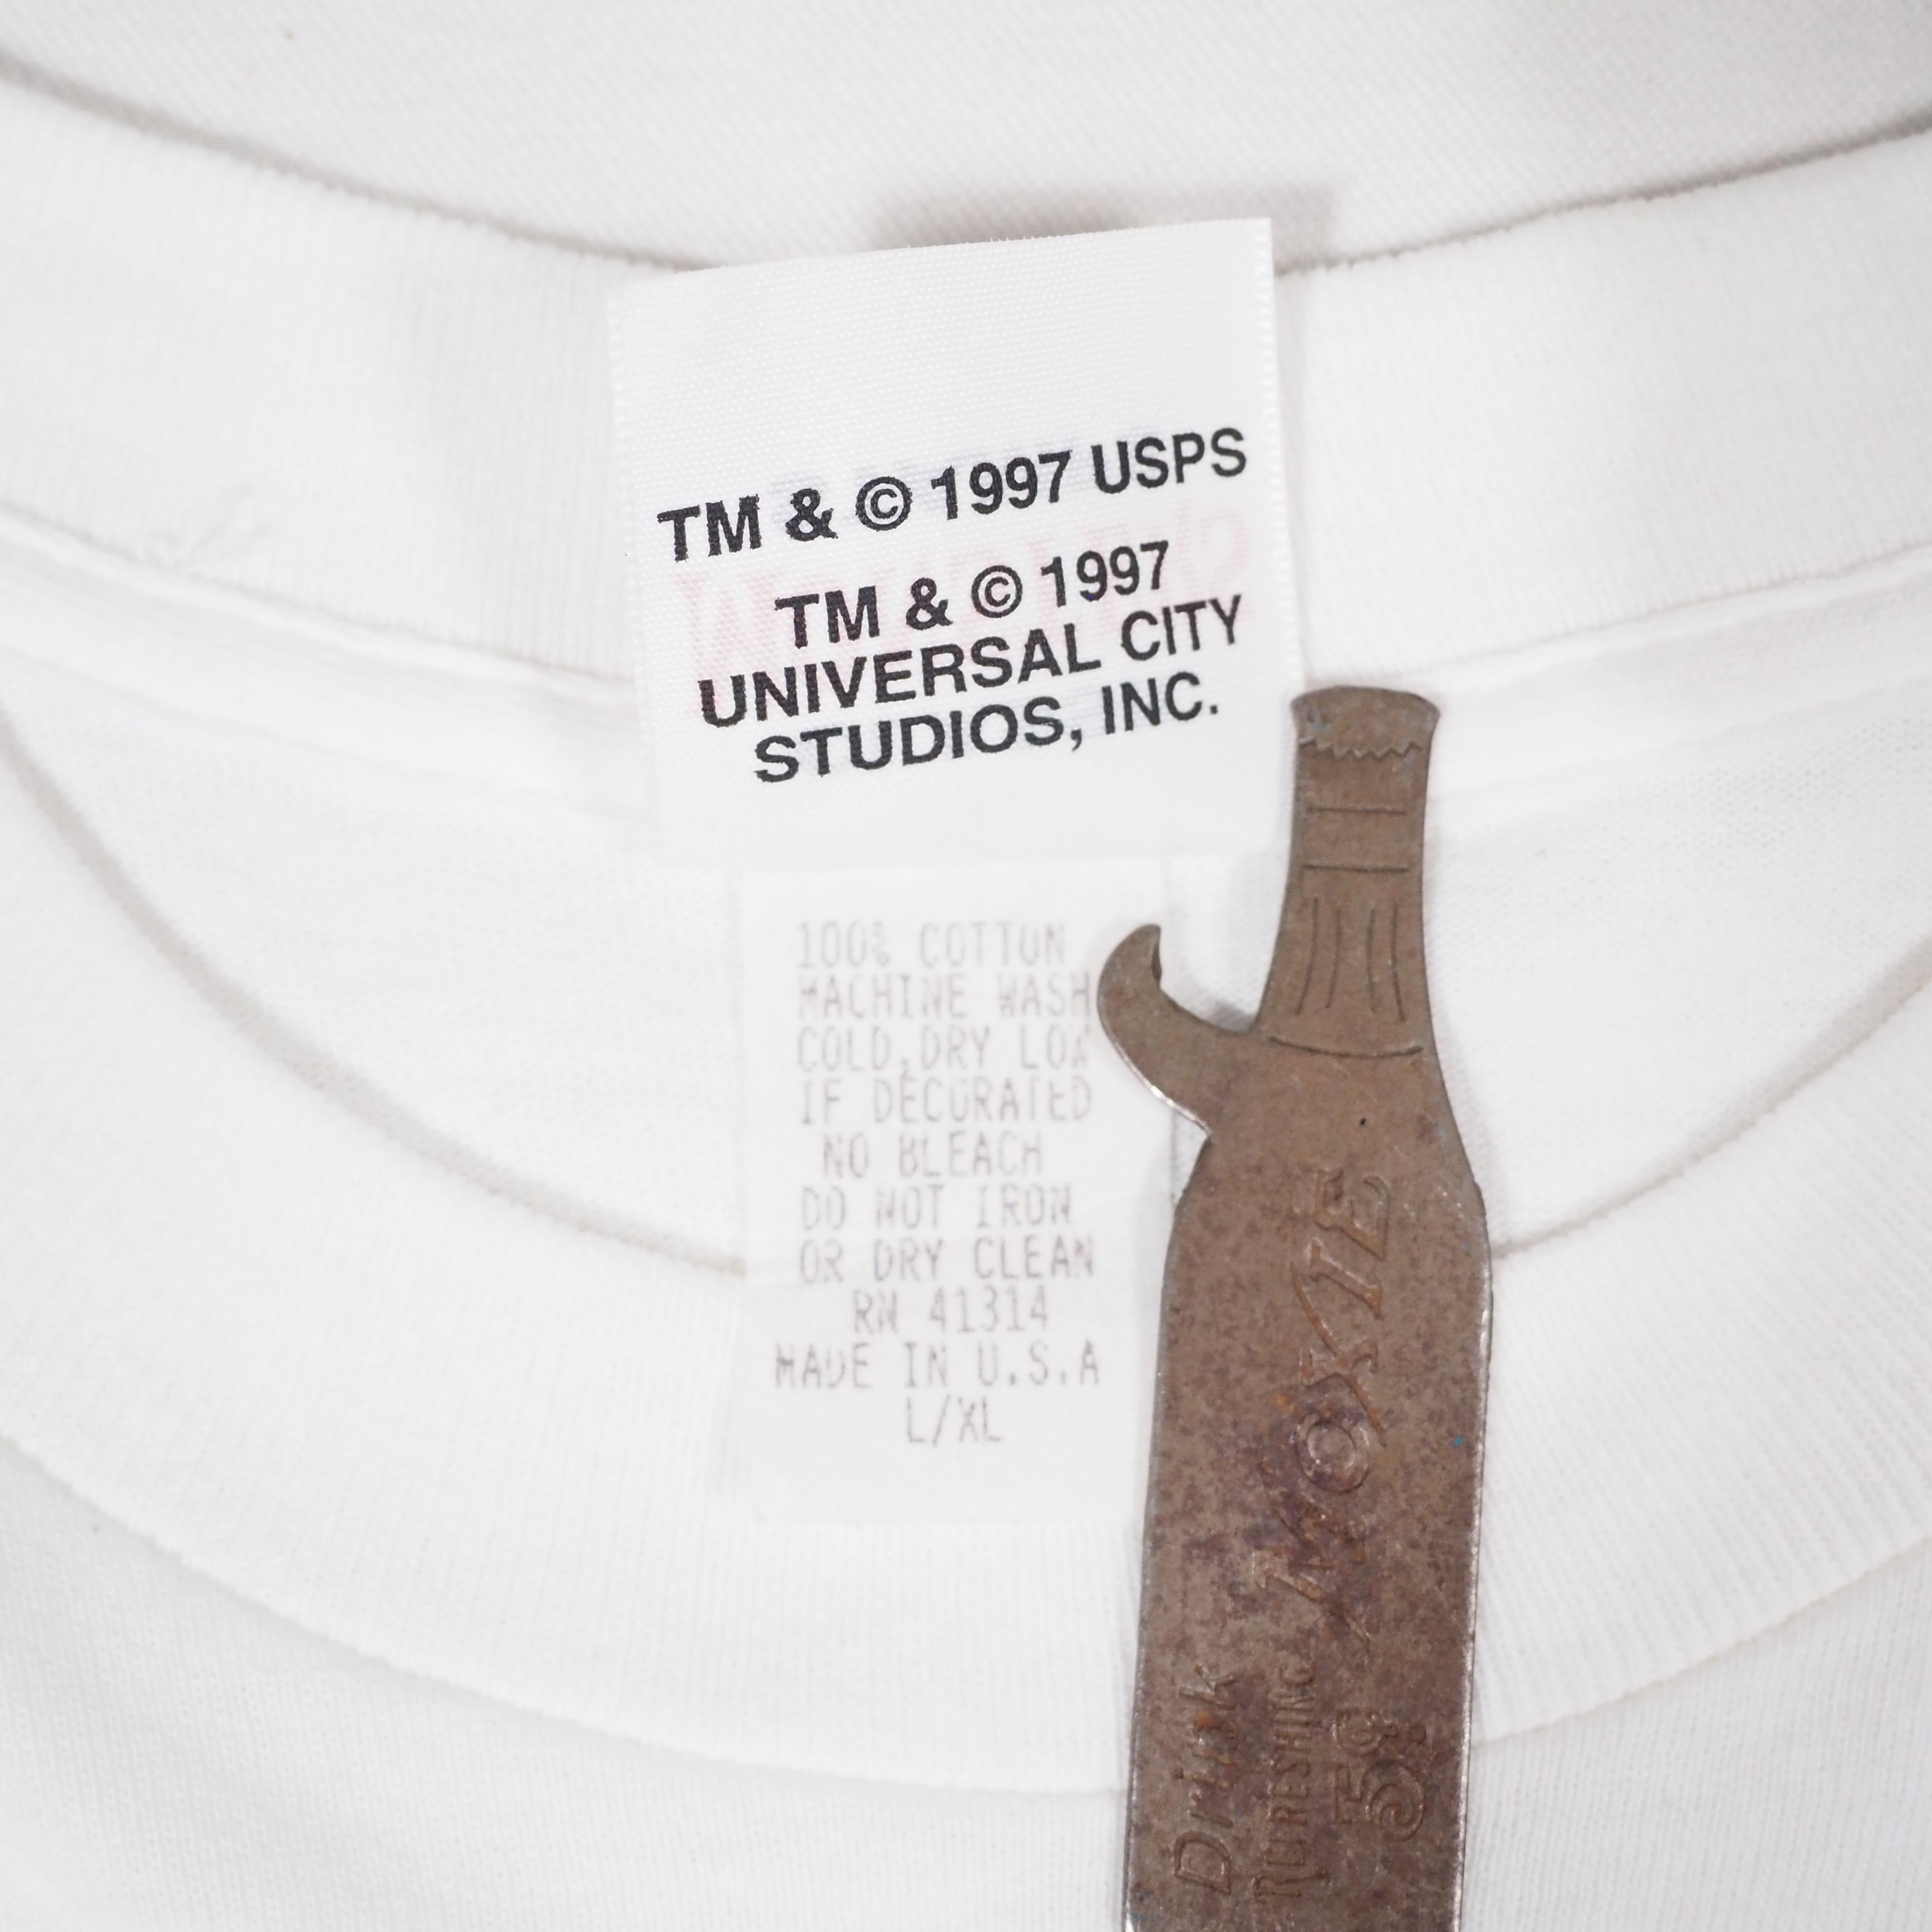 TM & © 1997 USPS
TM & © 1997
UNIVERSAL CITY
STUDIOS, INC.
100% COTTON
MACHINE WASH
COLD,DRY LOW
IF DECORATED
NO BLEACH
DO NOT IRON
OR DRY CLEAN
RN 41314
MADE IN U.S.A
L/XL
Drink
REFRESHING
MOXIE
5¢